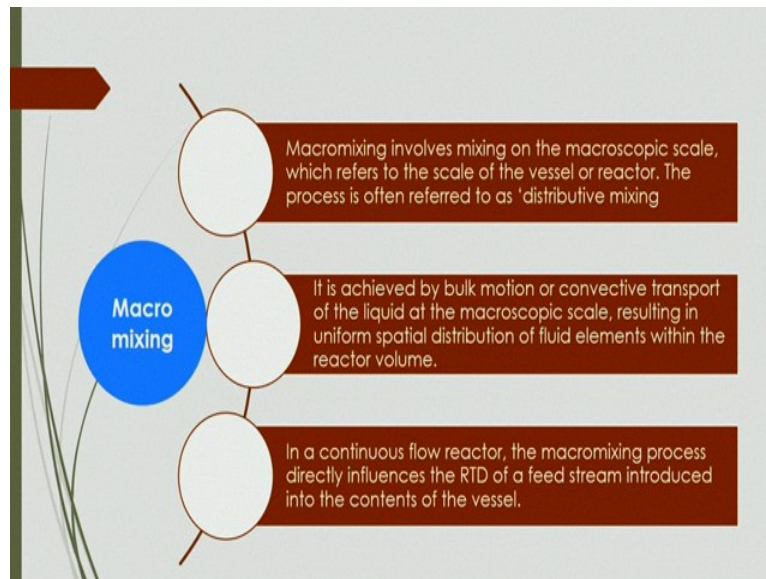 Macro
mixing
Macromixing involves mixing on the macroscopic scale,
which refers to the scale of the vessel or reactor. The
process is often referred to as ‘distributive mixing
It is achieved by bulk motion or convective transport
of the liquid at the macroscopic scale, resulting in
uniform spatial distribution of fluid elements within the
reactor volume.
In a continuous flow reactor, the macromixing process
directly influences the RTD of a feed stream introduced
into the contents of the vessel.